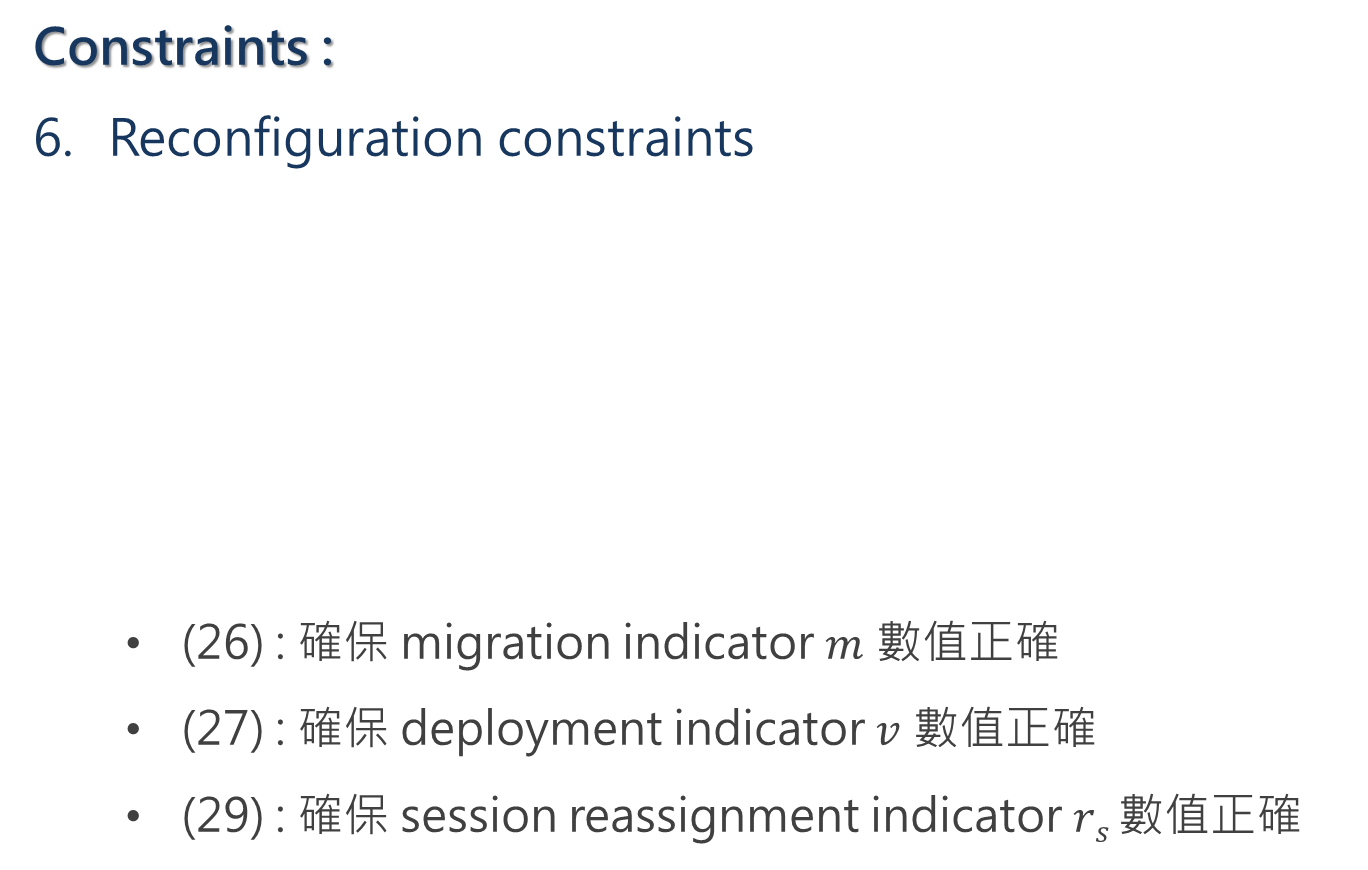 Constraints :
6. Reconfiguration constraints
• (26) : 確保 migration indicator m 數值正確
• (27) : 確保 deployment indicator v 數值正確
• (29) : 確保 session reassignment indicator rₛ 數值正確